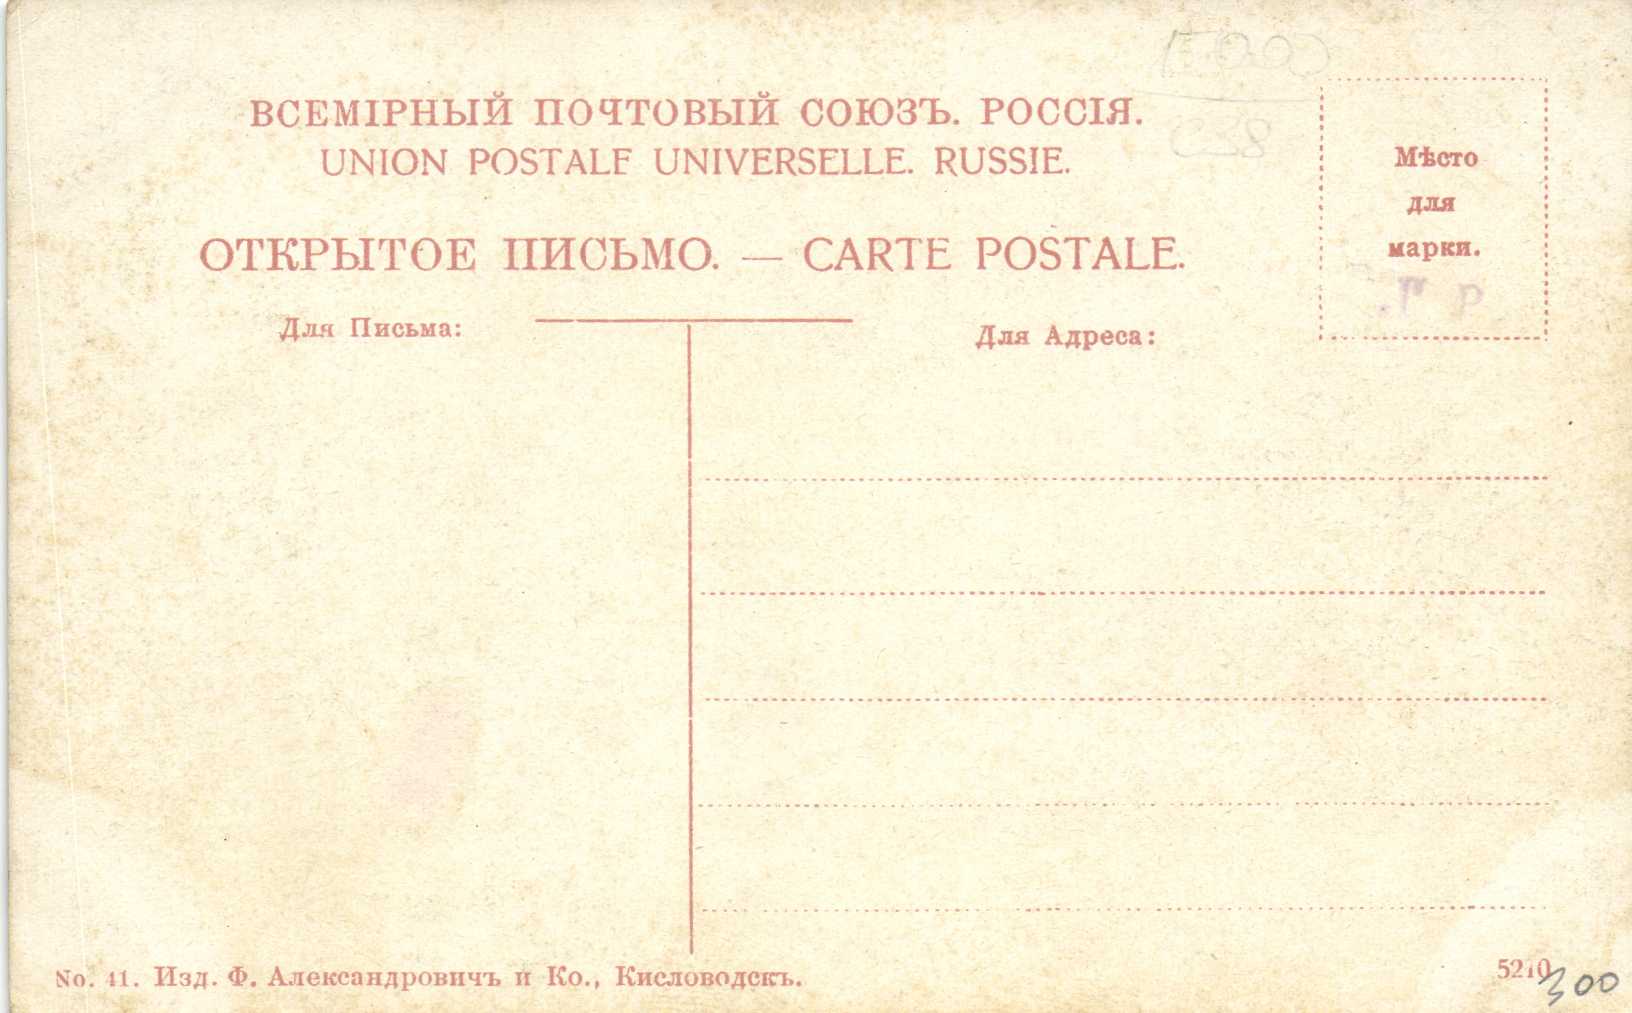 ВСЕМІРНЫЙ ПОЧТОВЫЙ СОЮЗЪ. РОССІЯ.
UNION POSTALE UNIVERSELLE. RUSSIE.
ОТКРЫТОЕ ПИСЬМО. — CARTE POSTALE.
Мѣсто
для
марки.
Для Письма:
Для Адреса:
No. 41. Изд. Ф. Александровичъ и Ко., Кисловодскъ.
5210
300